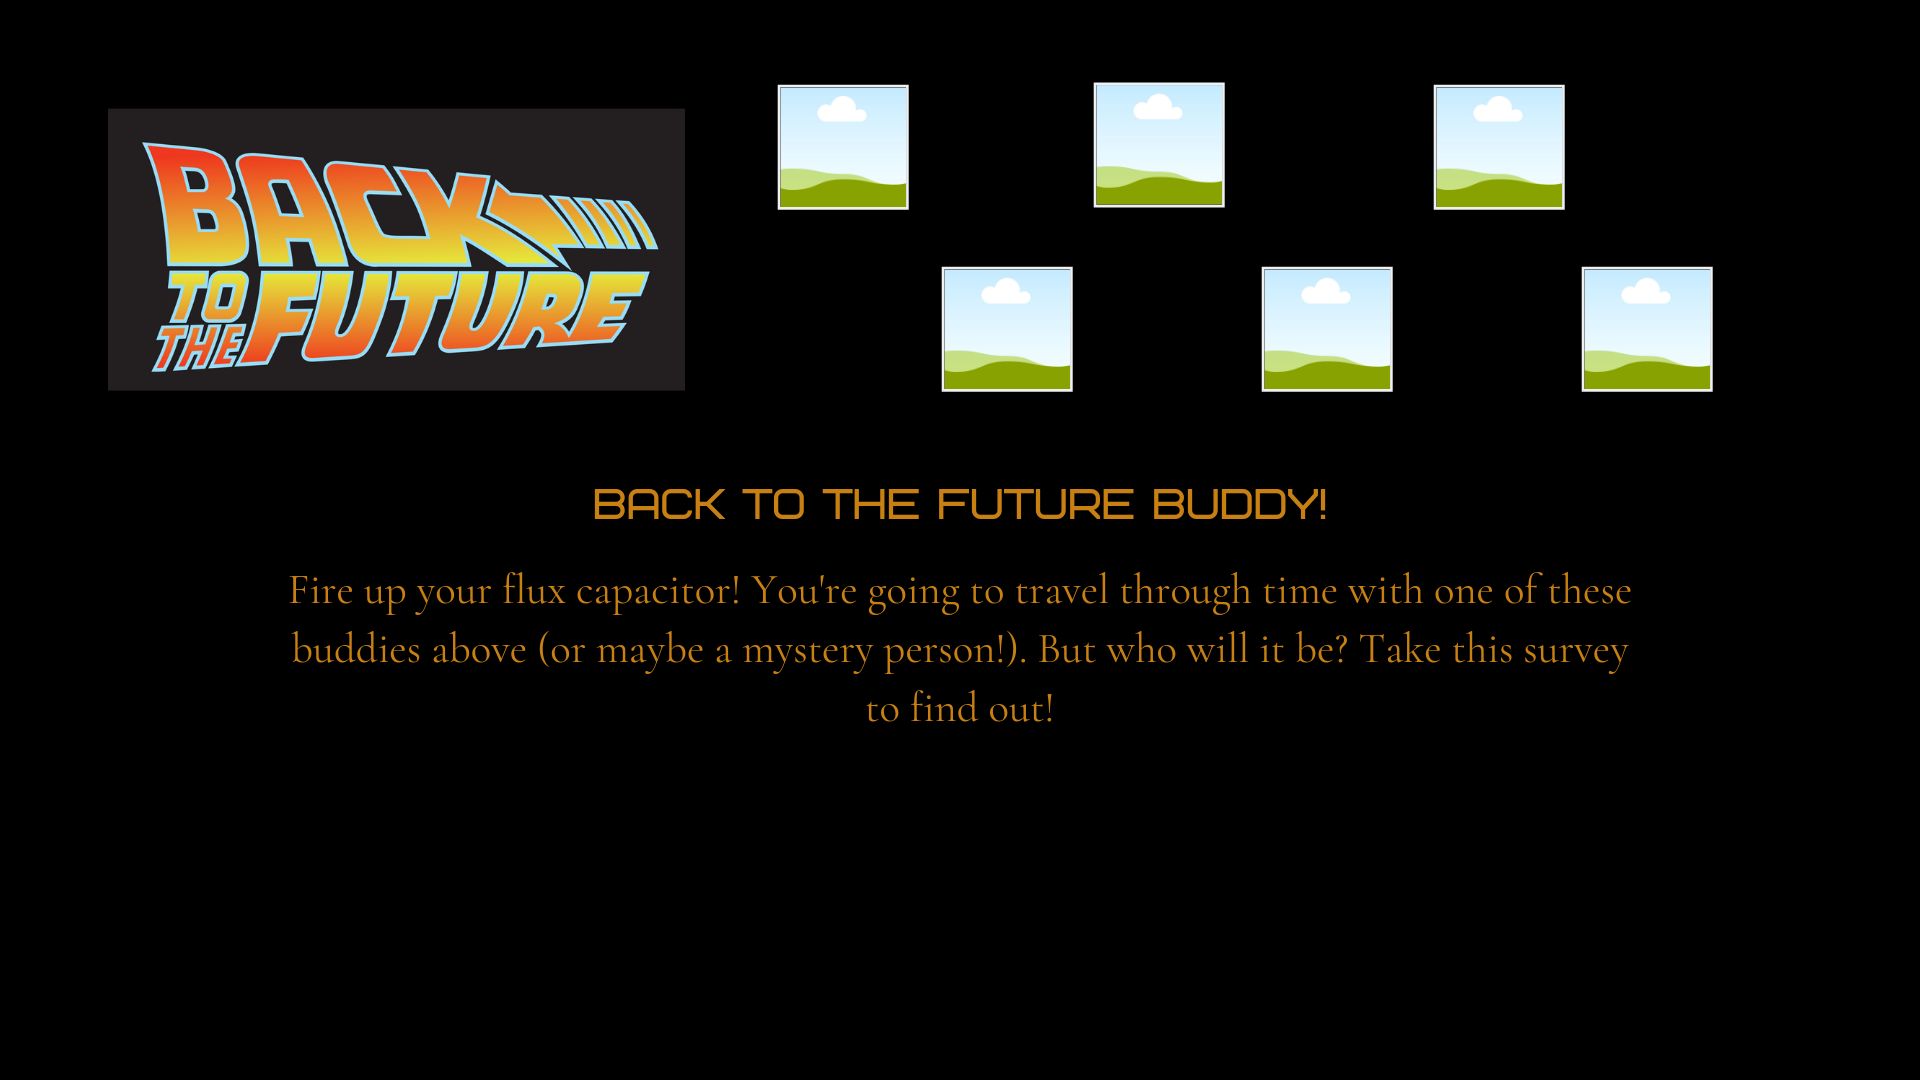 BACK
TO
THE
FUTURE
BACK TO THE FUTURE BUDDY!
Fire up your flux capacitor! You're going to travel through time with one of these
buddies above (or maybe a mystery person!). But who will it be? Take this survey
to find out!